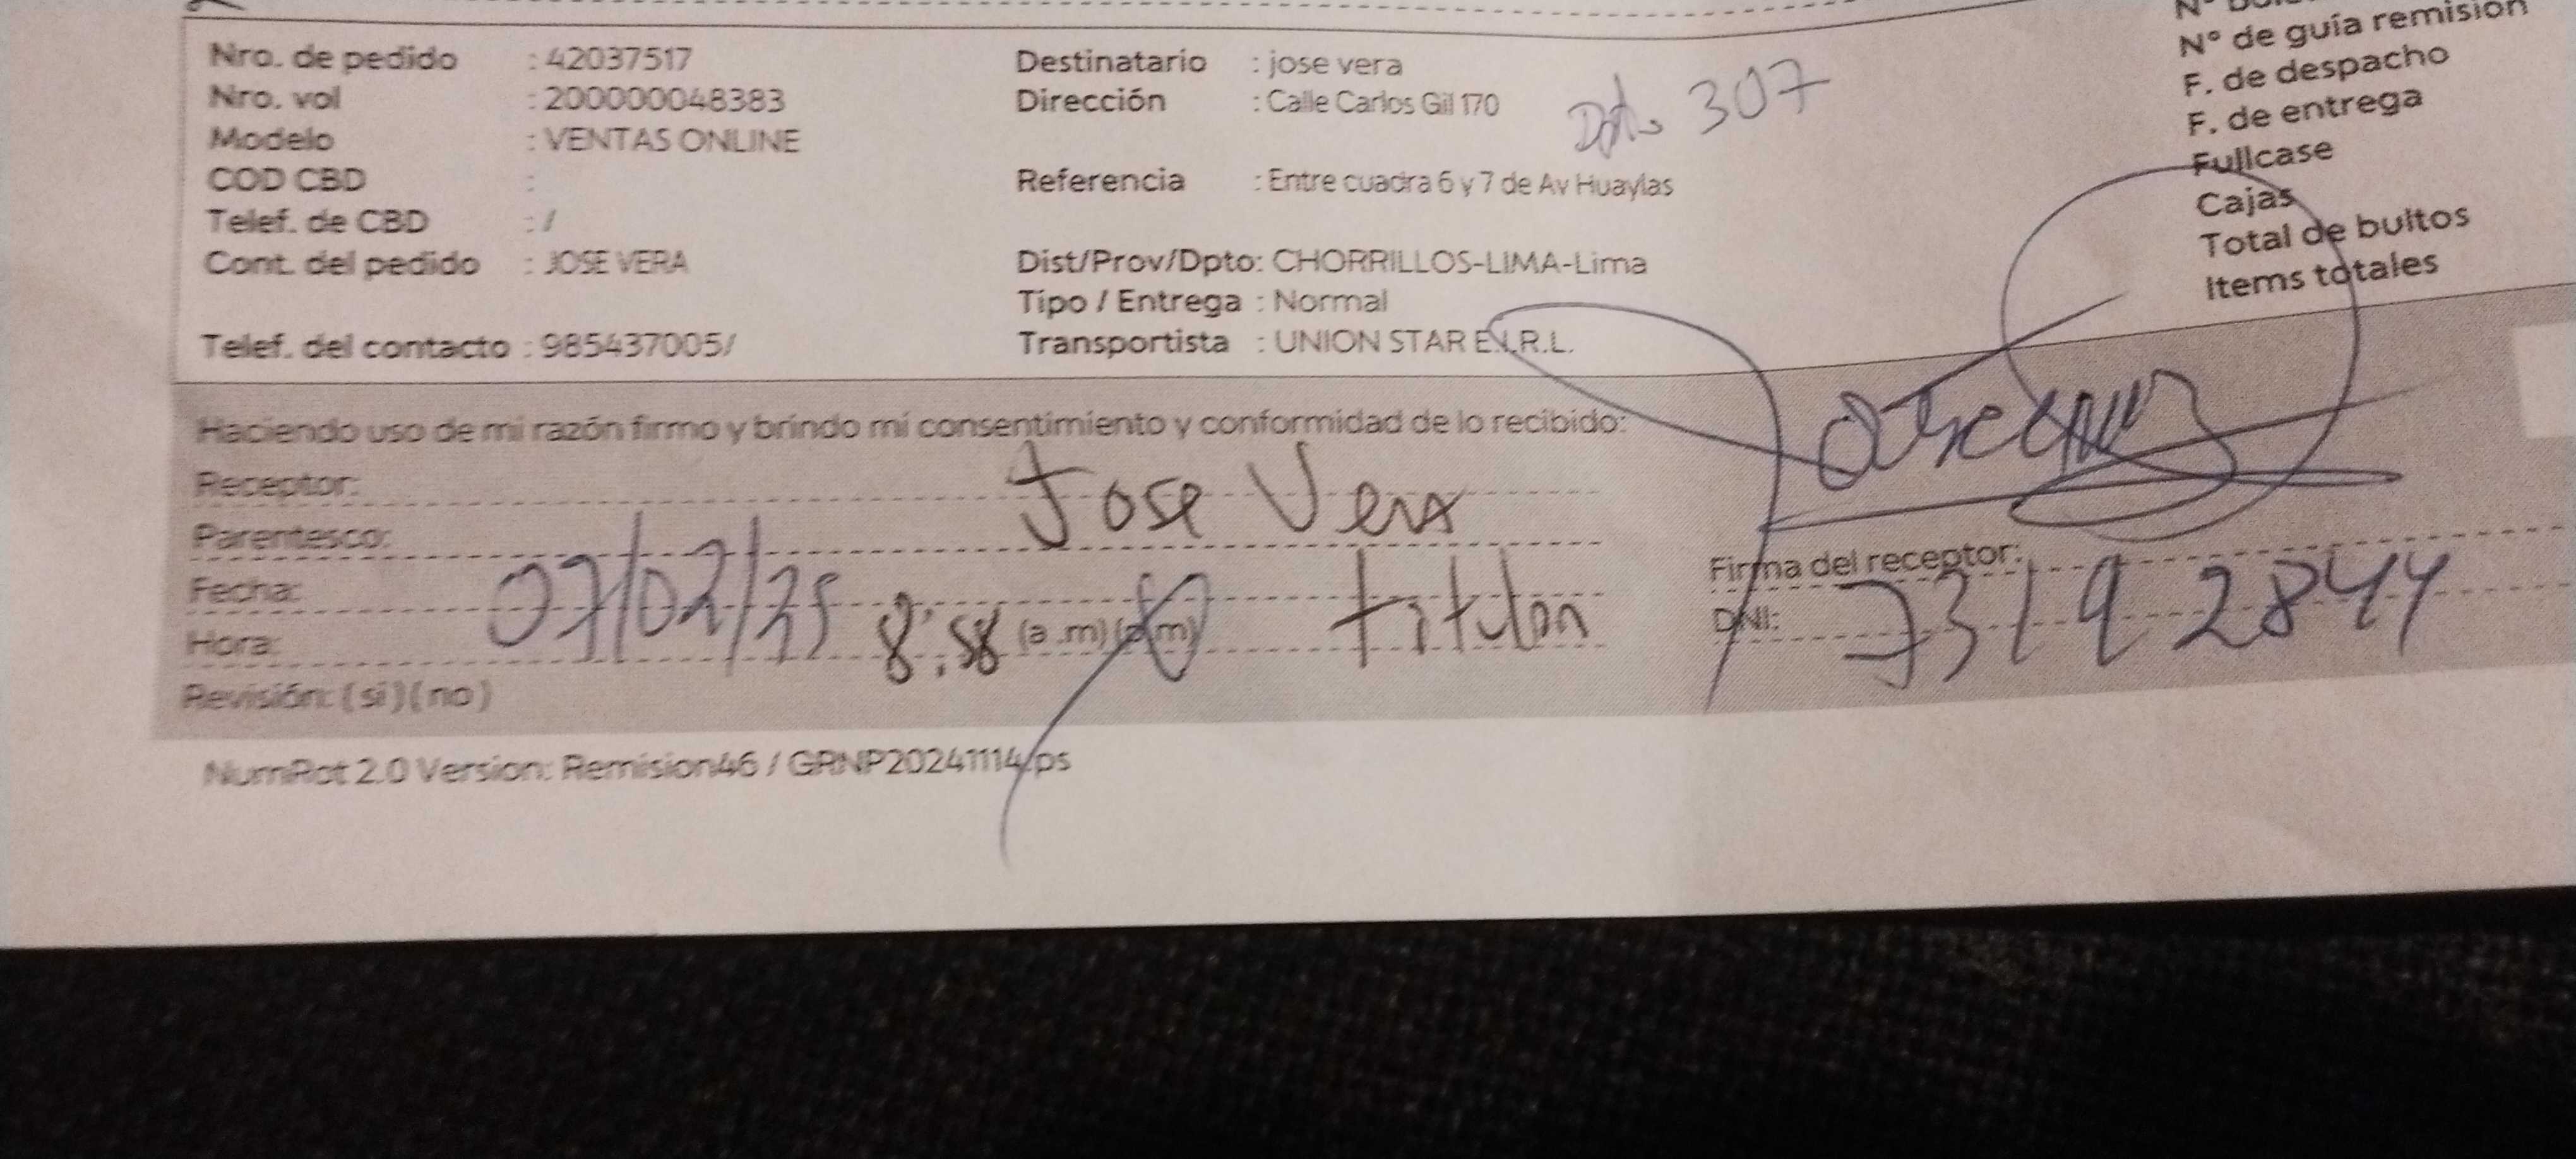 Nro. de pedido : 42037517
Nro. vol : 200000048383
Modelo : VENTAS ONLINE
COD CBD :
Telef. de CBD : /
Cont. del pedido : JOSE VERA
Telef. del contacto : 985437005/
Destinatario : jose vera
Dirección : Calle Carlos Gil 170 Dpto 307
Referencia : Entre cuadra 6 y 7 de Av Huaylas
Dist/Prov/Dpto: CHORRILLOS-LIMA-Lima
Tipo / Entrega : Normal
Transportista : UNION STAR E.I.R.L.
N° de guía remisión
F. de despacho
F. de entrega
Fullcase
Cajas
Total de bultos
Items totales
Haciendo uso de mi razón firmo y brindo mi consentimiento y conformidad de lo recibido:
Receptor: Jose Vera
Parentesco: titular
Fecha: 07/02/25
Hora: 8:58 (a .m)(p.m)
Revisión: (si)(no)
Firma del receptor:
DNI: 73192844
NumRot 2.0 Version: Remision46 / GRNP20241114.ps